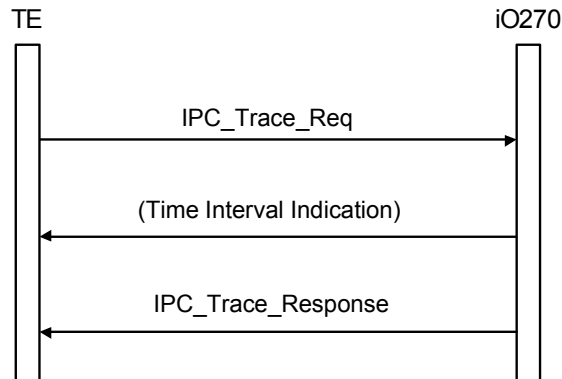 TE
iO270
IPC_Trace_Req
(Time Interval Indication)
IPC_Trace_Response